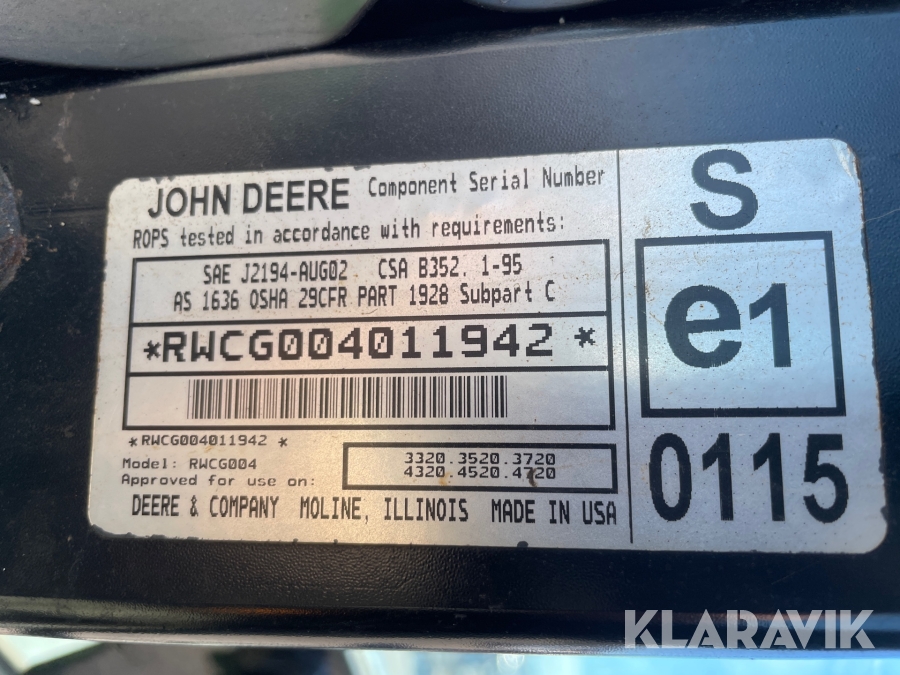 JOHN DEERE Component Serial Number
ROPS tested in accordance with requirements:
SAE J2194-AUG02 CSA B352. 1-95
AS 1636 OSHA 29CFR PART 1928 Subpart C
*RWCG004011942 *
*RWCG004011942 *
Model: RWCG004
Approved for use on:
3320.3520.3720
4320.4520.4720
DEERE & COMPANY MOLINE, ILLINOIS MADE IN USA
S
e1
0115
KLARAVIK